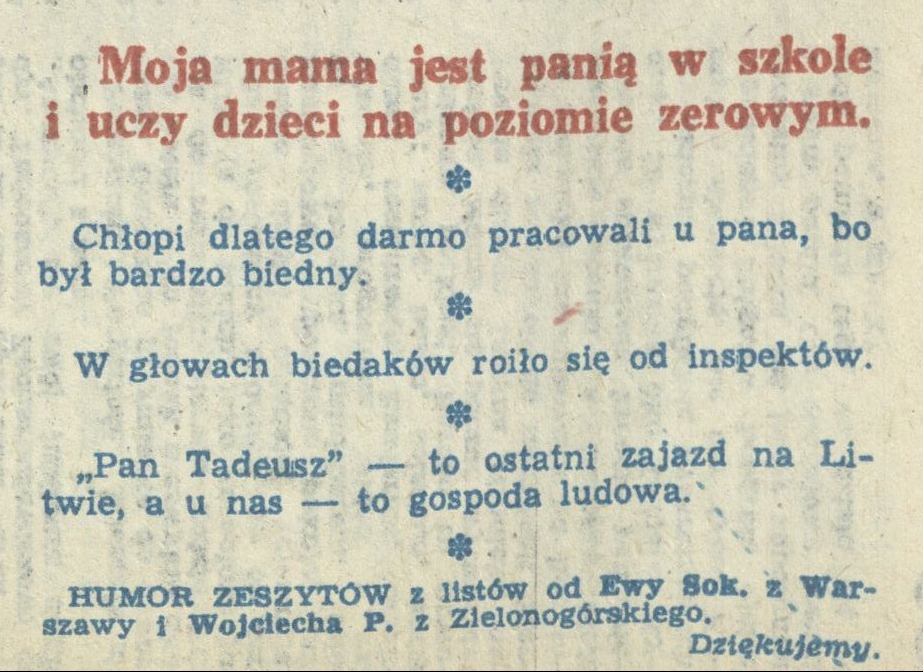 Moja mama jest panią w szkole
i uczy dzieci na poziomie zerowym.
Chłopi dlatego darmo pracowali u pana, bo
był bardzo biedny.
W głowach biedaków roiło się od inspektów.
„Pan Tadeusz” — to ostatni zajazd na Li-
twie, a u nas — to gospoda ludowa.
HUMOR ZESZYTÓW z listów od Ewy Sok. z War-
szawy i Wojciecha P. z Zielonogórskiego.
Dziękujemy.